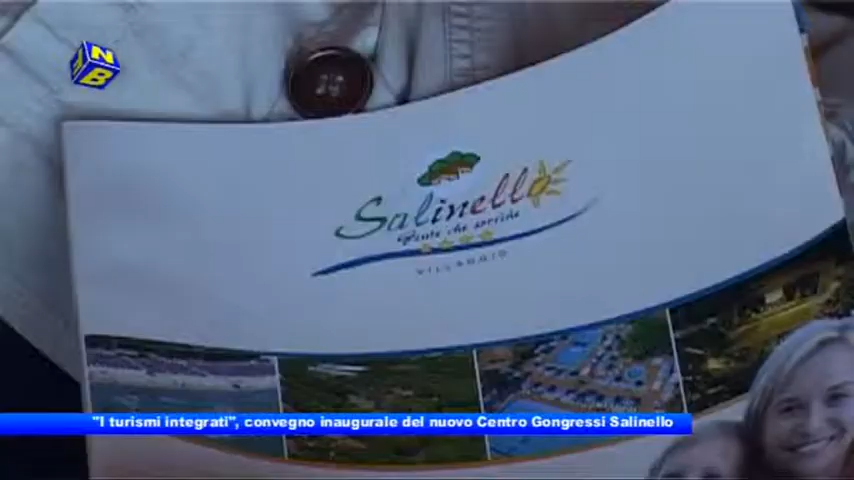 J N B
Salinello
Gente che sorride
VILLAGGIO
"I turismi integrati", convegno inaugurale del nuovo Centro Gongressi Salinello